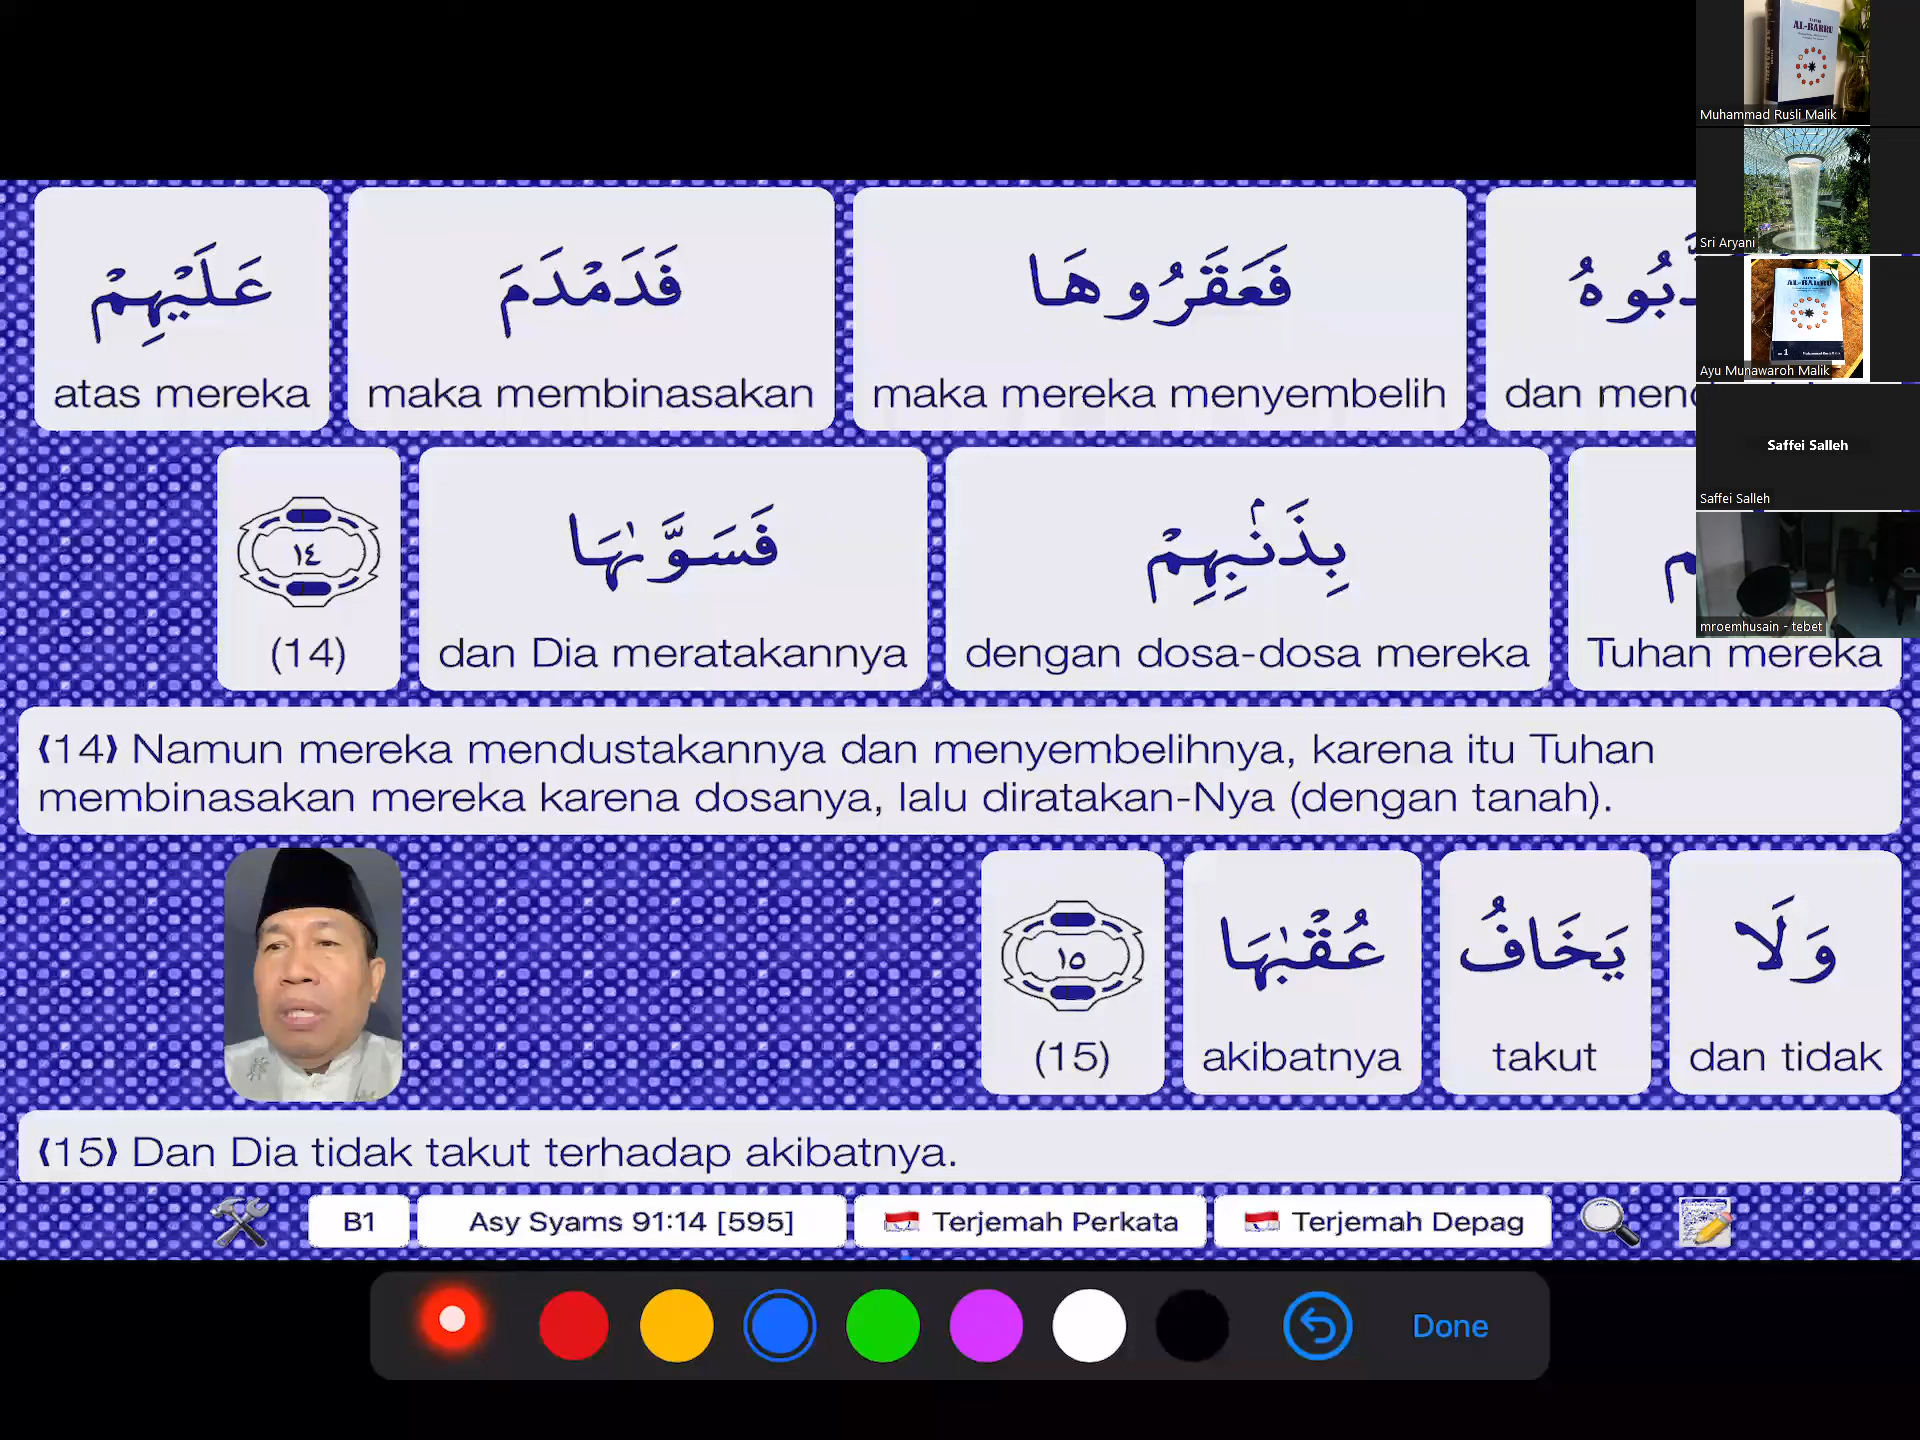 فَعَقَرُوهَا
فَدَمْدَمَ
عَلَيْهِمْ
maka mereka menyembelih
maka membinasakan
atas mereka
بِذَنۢبِهِمْ
فَسَوَّىٰهَا
١٤
Tuhan mereka
dengan dosa-dosa mereka
dan Dia meratakannya
(14)
(14) Namun mereka mendustakannya dan menyembelihnya, karena itu Tuhan
membinasakan mereka karena dosanya, lalu diratakan-Nya (dengan tanah).
وَلَا
يَخَافُ
عُقْبَٰهَا
١٥
dan tidak
takut
akibatnya
(15)
(15) Dan Dia tidak takut terhadap akibatnya.
B1
Asy Syams 91:14 [595]
Terjemah Perkata
Terjemah Depag
Done
AL-BARRU
Muhammad Rusli Malik
Sri Aryani
AL-BARRU
Ayu Munawaroh Malik
Saffei Salleh
Saffei Salleh
mroemhusain - tebet